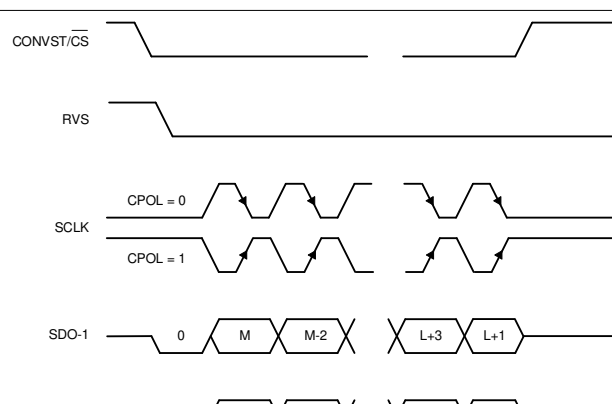 CONVST/CS
RVS
CPOL = 0
SCLK
CPOL = 1
SDO-1 0 M M-2 L+3 L+1